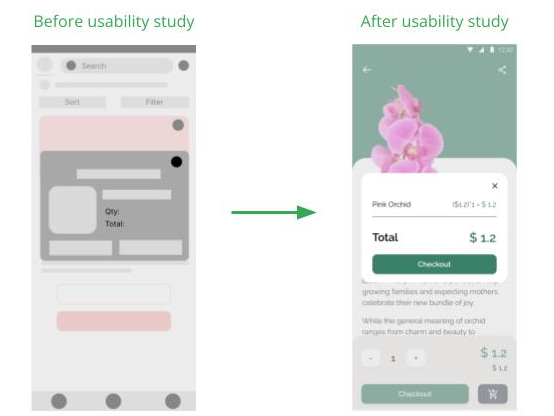 Before usability study
After usability study
Search
Sort
Filter
Qty:
Total:
12:30
Pink Orchid
($1.2)*1 = $ 1.2
Total
$ 1.2
Checkout
growing families and expecting mothers
celebrate their new bundle of joy.
While the general meaning of orchid
ranges from charm and beauty to
-
1
+
$ 1.2
$ 1.2
Checkout